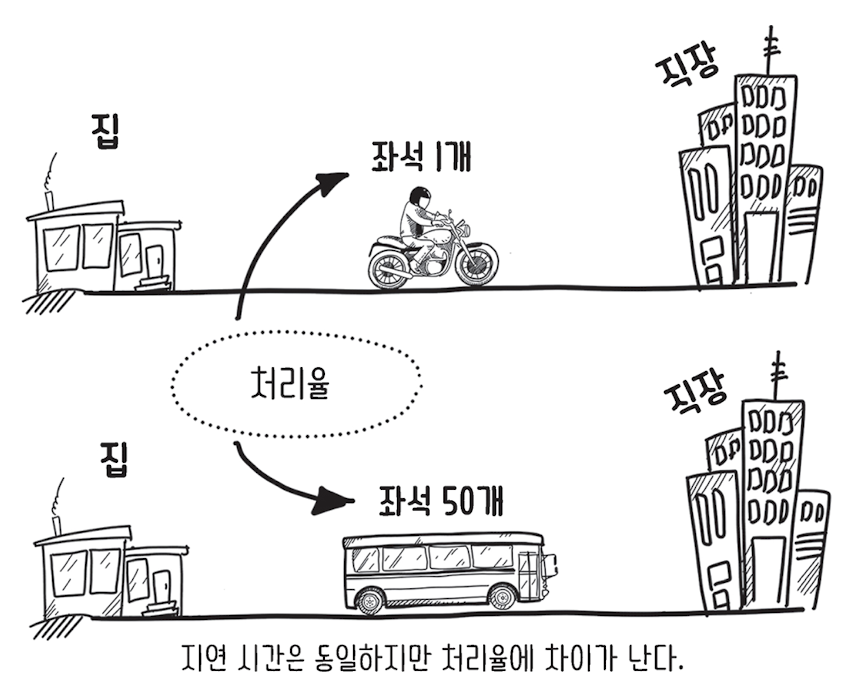 직장
집
좌석 1개
처리율
직장
집
좌석 50개
지연 시간은 동일하지만 처리율에 차이가 난다.